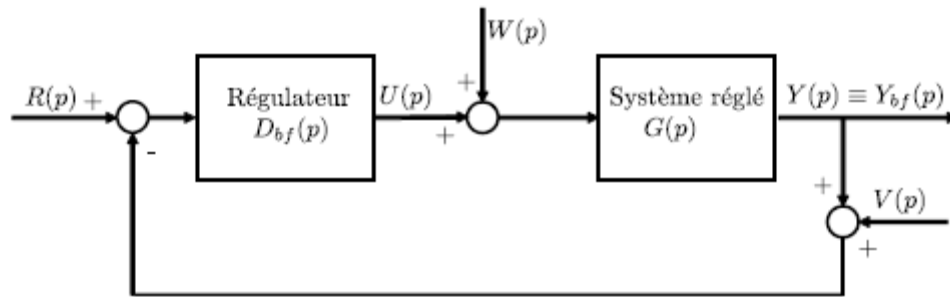 W(p)
+
R(p) +
-
Régulateur
D_{bf}(p)
U(p)
+
Système réglé
G(p)
Y(p) ≡ Y_{bf}(p)
+
V(p)
+